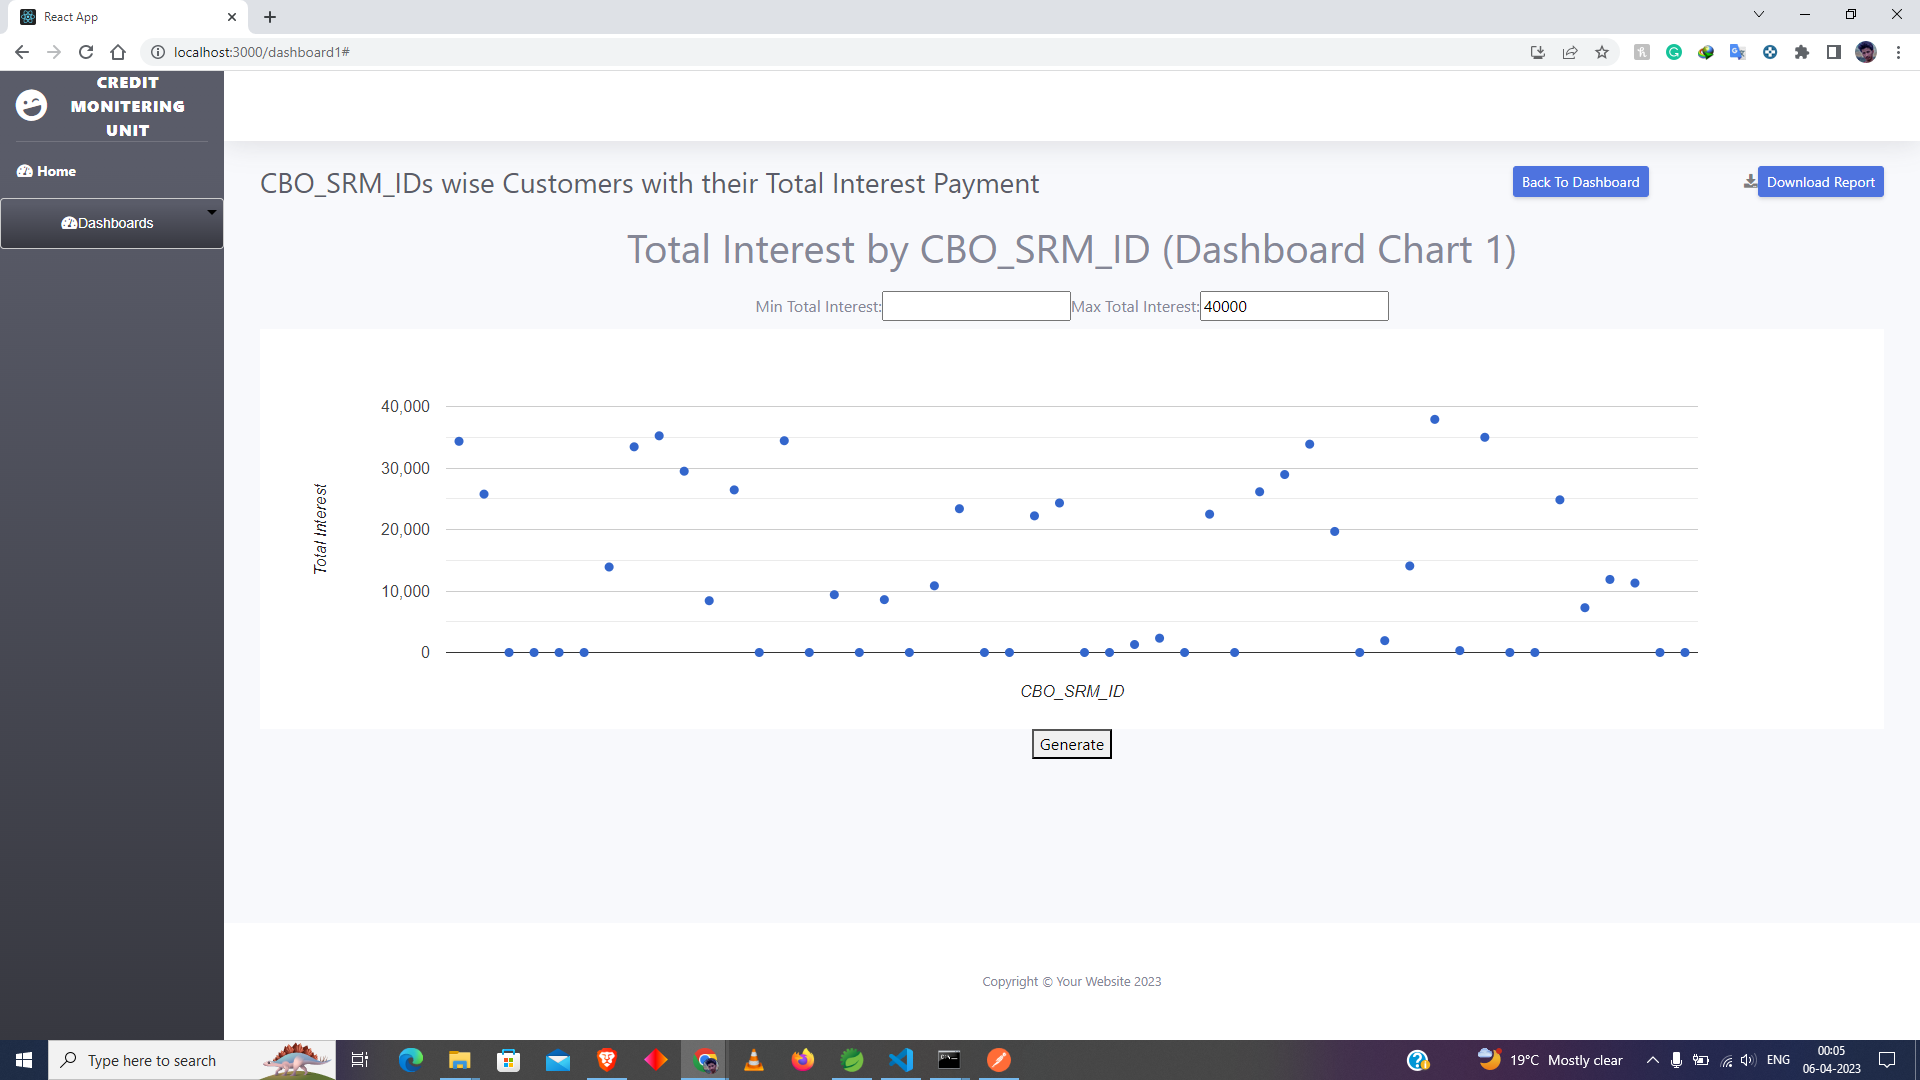 React App
localhost:3000/dashboard1#
CREDIT
MONITERING
UNIT
Home
Dashboards
CBO_SRM_IDs wise Customers with their Total Interest Payment
Back To Dashboard
Download Report
Total Interest by CBO_SRM_ID (Dashboard Chart 1)
Min Total Interest:
Max Total Interest: 40000
40,000
30,000
20,000
10,000
0
Total Interest
CBO_SRM_ID
Generate
Copyright © Your Website 2023
Type here to search
19°C Mostly clear
ENG
00:05
06-04-2023